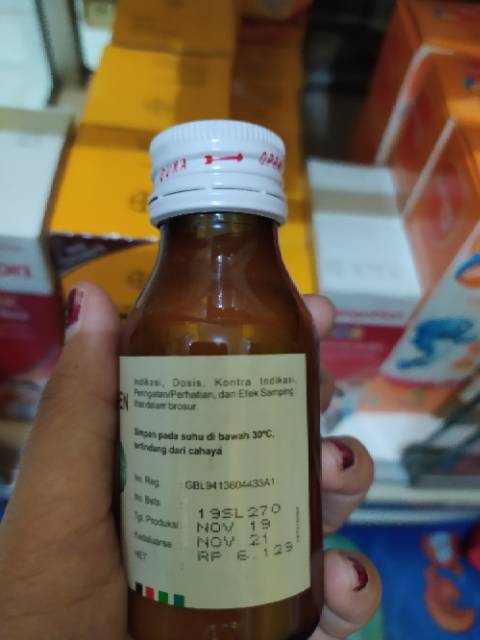 BUKA → OPEN
EN
Indikasi, Dosis, Kontra Indikasi,
Peringatan/Perhatian, dan Efek Samping:
lihat dalam brosur.
Simpan pada suhu di bawah 30°C,
terlindung dari cahaya
No. Reg. GBL9413604433A1
No. Bets 19SL270
Tgl. Produksi NOV 19
Kadaluarsa NOV 21
HET RP 6.129